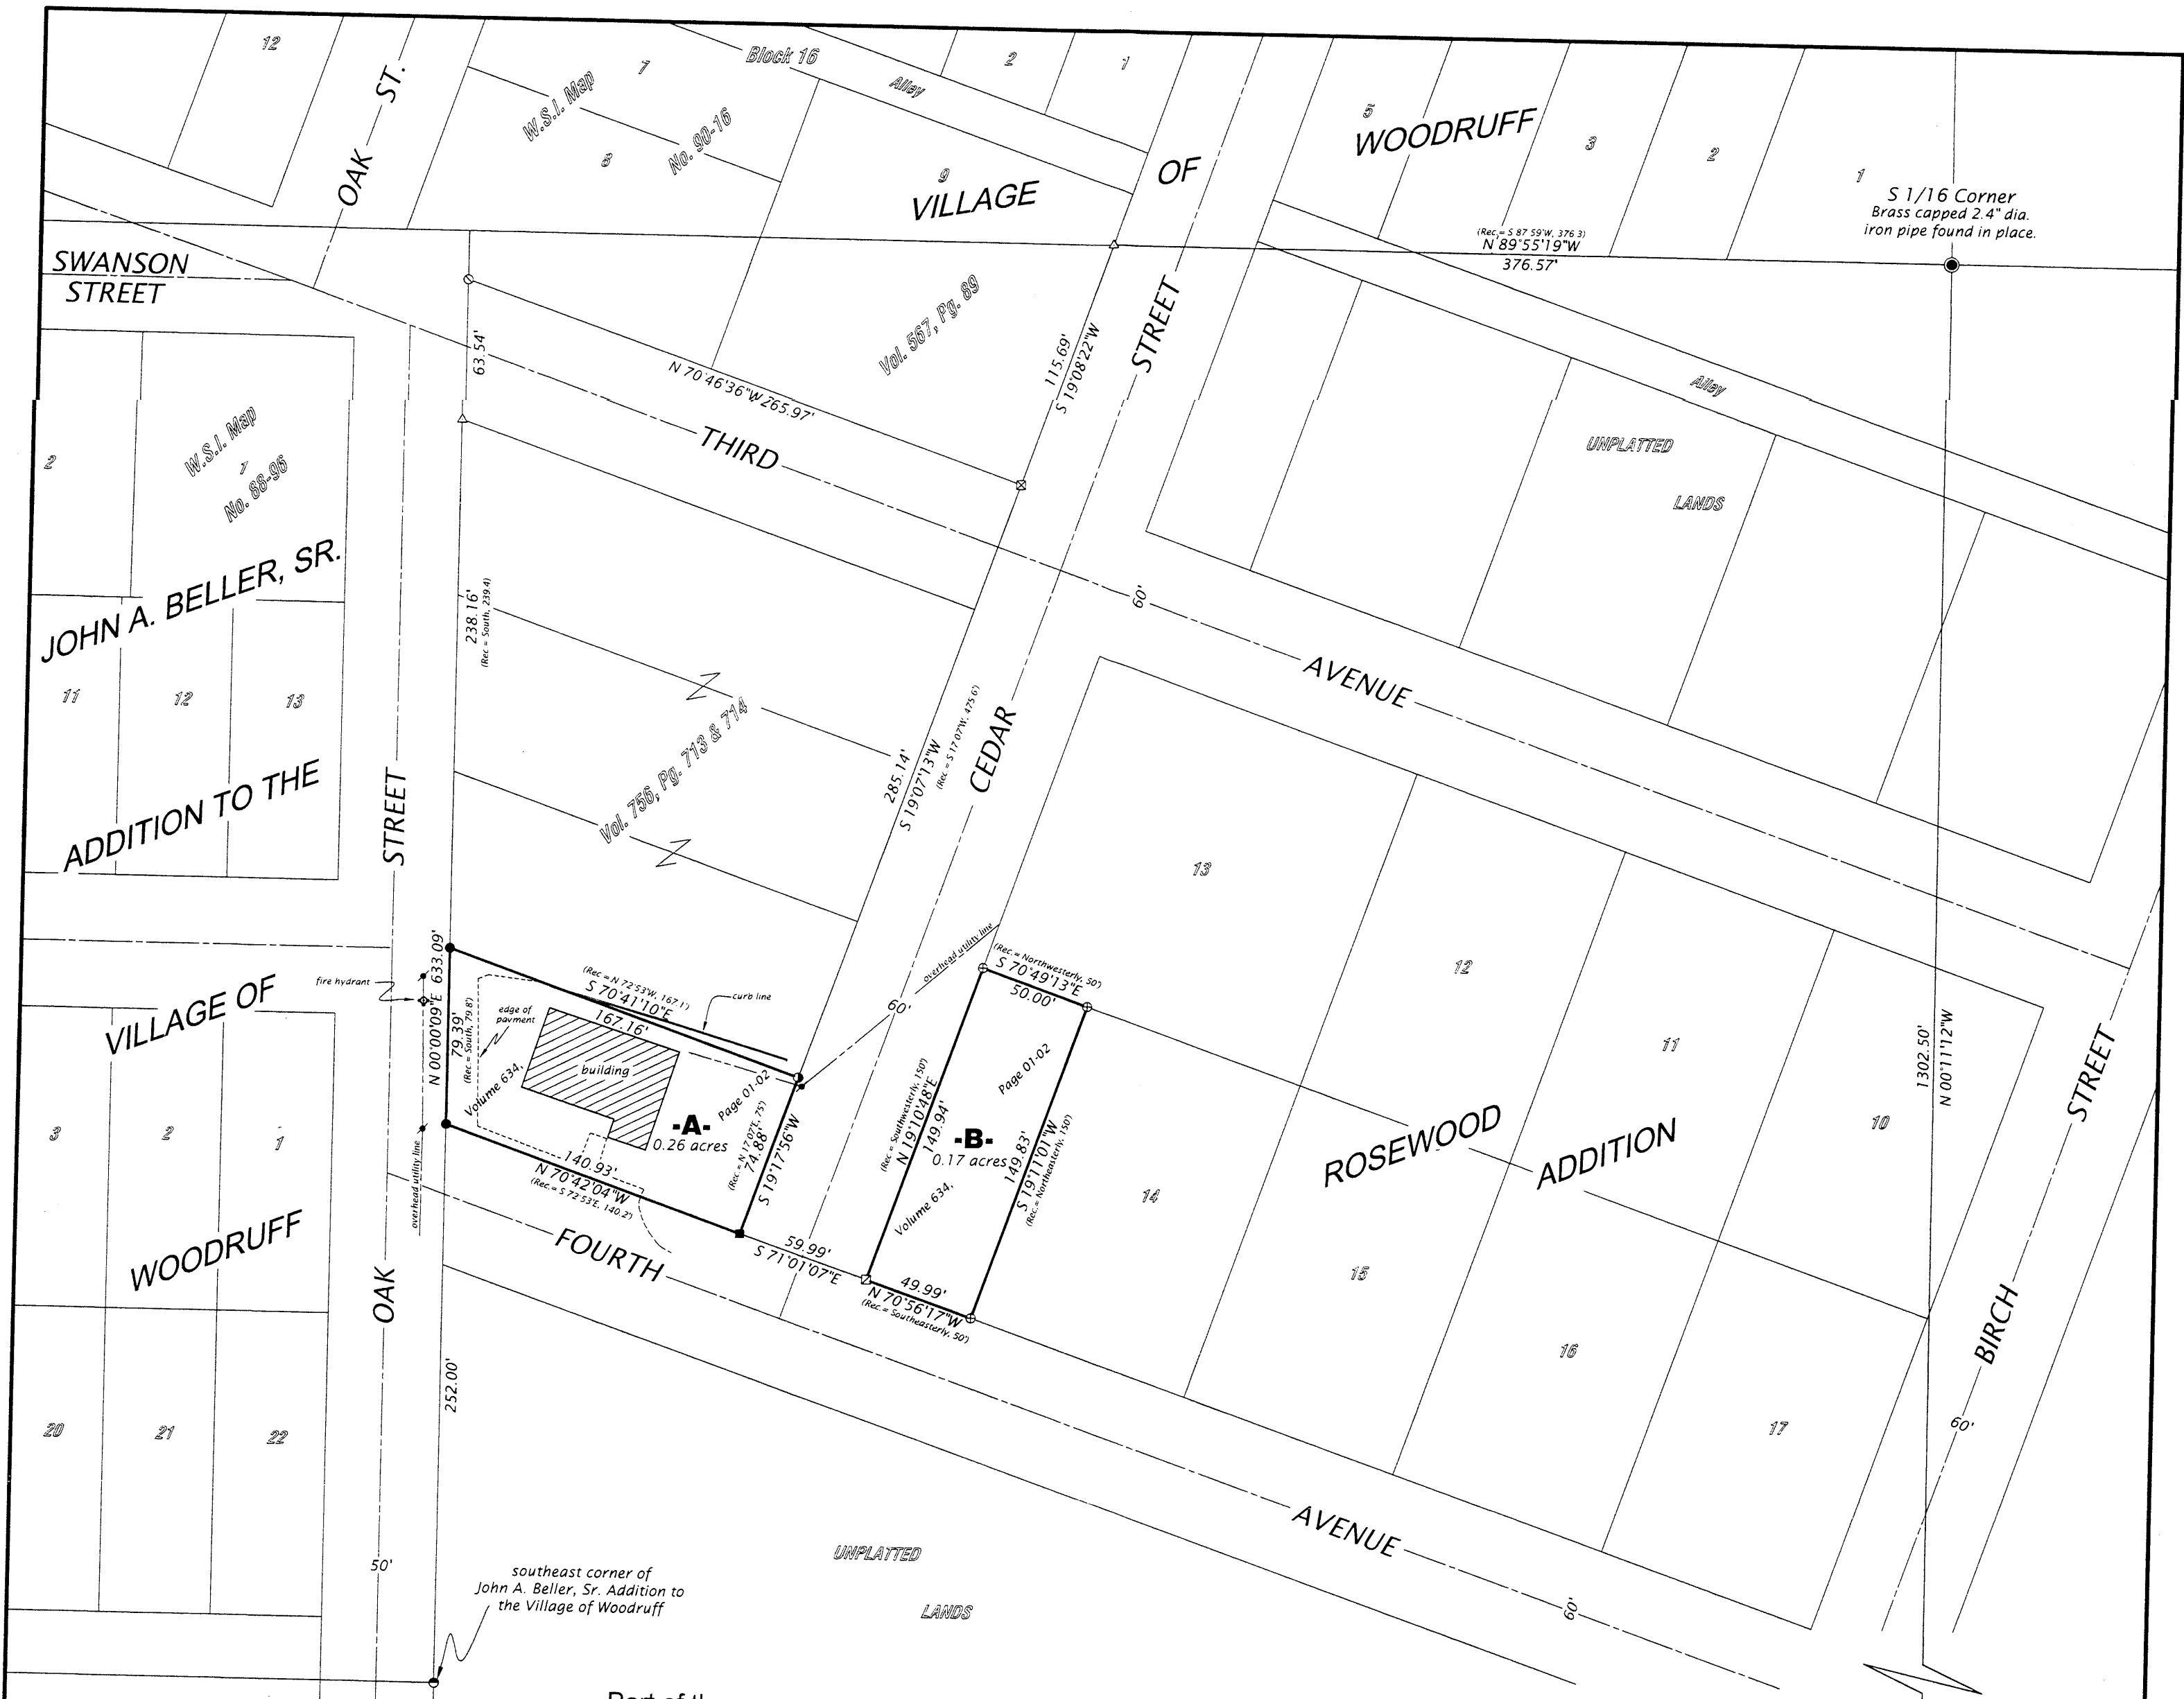 12
OAK ST.
W.S.I. Map
No. 90-16
7
8
9
Block 16
Alley
2
1
VILLAGE
OF
WOODRUFF
5
3
2
1
S 1/16 Corner
Brass capped 2.4" dia.
iron pipe found in place.
(Rec.= S 87 59'W, 376.3)
N 89°55'19"W
376.57'
SWANSON
STREET
63.54'
N 70°46'36"W 265.97'
Vol. 567, Pg. 89
115.69'
S 19°08'22"W
STREET
Alley
UNPLATTED
LANDS
THIRD
AVENUE
60'
2
W.S.I. Map
1
No. 88-96
JOHN A. BELLER, SR.
11
12
13
ADDITION TO THE
STREET
238.16'
(Rec = South, 239.4)
Vol. 756, Pg. 713 & 714
285.14'
S 19°07'13"W
(Rec = S 17 07'W, 475.6')
CEDAR
13
12
11
10
fire hydrant
N 00°00'09"E 633.09'
79.39'
(Rec.= South, 79.8')
edge of
pavment
(Rec = N 72 53'W, 167.1')
S 70°41'10"E
167.16'
curb line
building
Volume 634,
Page 01-02
-A-
0.26 acres
(Rec.= N 17 07'E, 75')
74.88'
S 19°17'56"W
140.93'
N 70°42'04"W
(Rec.= S 72 53'E, 140.2')
overhead utility line
60'
overhead utility line
(Rec.= Northwesterly, 50')
S 70°49'13"E
50.00'
(Rec = Southwesterly, 150')
N 19°10'48"E
149.94'
Page 01-02
-B-
0.17 acres
Volume 634,
149.83'
S 19°11'01"W
(Rec.= Northeasterly, 150')
59.99'
S 71°01'07"E
49.99'
N 70°56'17"W
(Rec.= Southeasterly, 50')
VILLAGE OF
3
2
1
WOODRUFF
OAK
FOURTH
AVENUE
60'
14
15
16
17
ROSEWOOD
ADDITION
1302.50'
N 00°11'12"W
STREET
BIRCH
60'
20
21
22
252.00'
50'
southeast corner of
John A. Beller, Sr. Addition to
the Village of Woodruff
UNPLATTED
LANDS